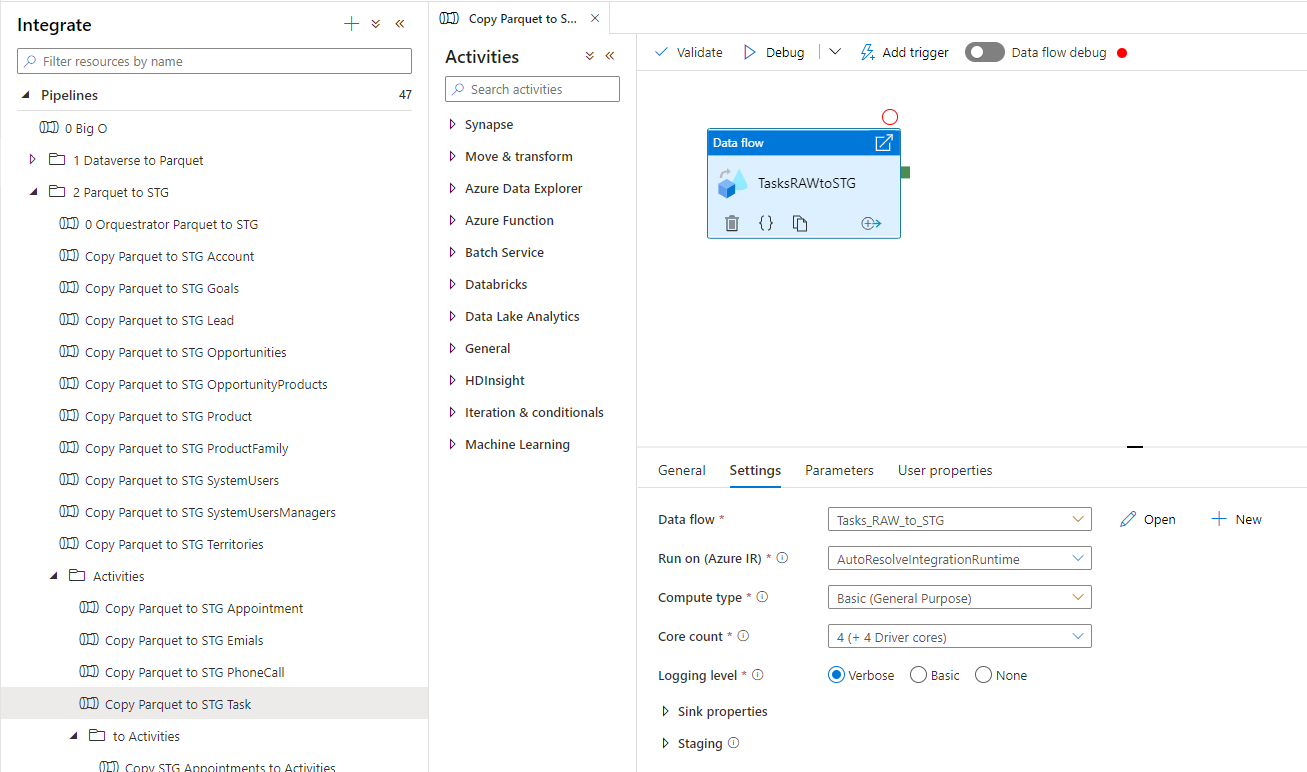 Integrate
Filter resources by name
Pipelines 47
0 Big O
1 Dataverse to Parquet
2 Parquet to STG
0 Orquestrator Parquet to STG
Copy Parquet to STG Account
Copy Parquet to STG Goals
Copy Parquet to STG Lead
Copy Parquet to STG Opportunities
Copy Parquet to STG OpportunityProducts
Copy Parquet to STG Product
Copy Parquet to STG ProductFamily
Copy Parquet to STG SystemUsers
Copy Parquet to STG SystemUsersManagers
Copy Parquet to STG Territories
Activities
Copy Parquet to STG Appointment
Copy Parquet to STG Emials
Copy Parquet to STG PhoneCall
Copy Parquet to STG Task
to Activities
Copy STG Appointments to Activities
Copy Parquet to S...
Activities
Search activities
Synapse
Move & transform
Azure Data Explorer
Azure Function
Batch Service
Databricks
Data Lake Analytics
General
HDInsight
Iteration & conditionals
Machine Learning
Validate Debug Add trigger Data flow debug
Data flow
TasksRAWtoSTG
{}
General Settings Parameters User properties
Data flow * Tasks_RAW_to_STG Open New
Run on (Azure IR) * AutoResolveIntegrationRuntime
Compute type * Basic (General Purpose)
Core count * 4 (+ 4 Driver cores)
Logging level * Verbose Basic None
Sink properties
Staging